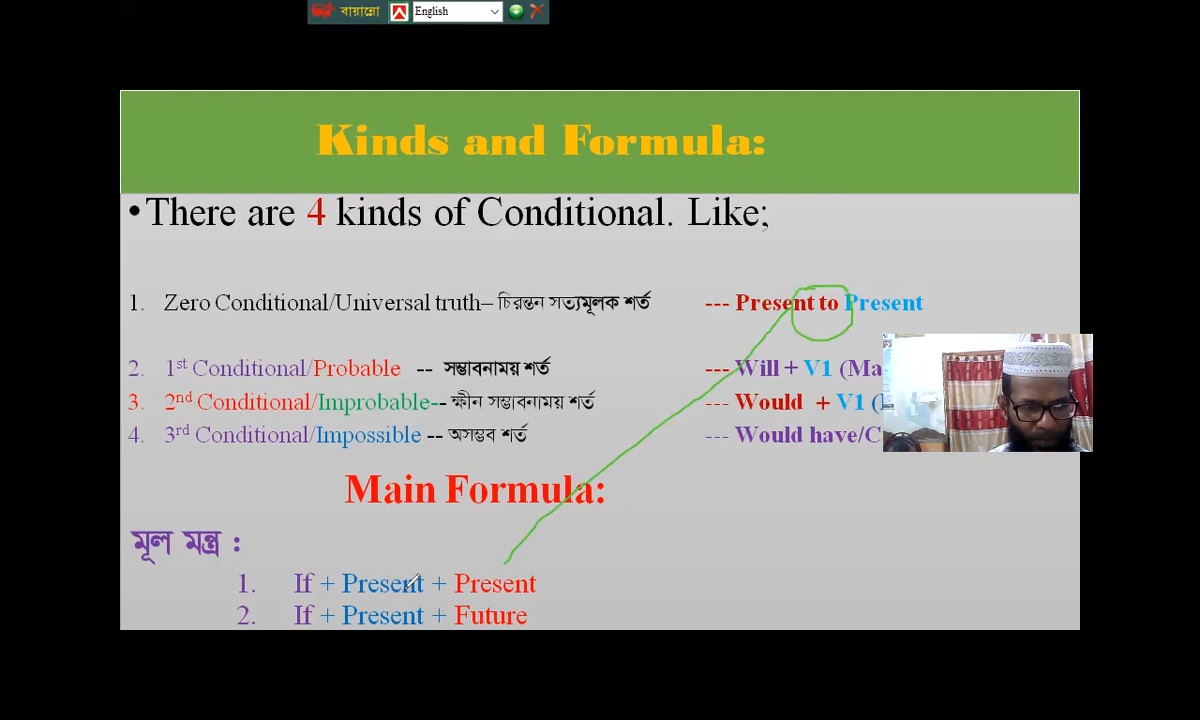 বায়ান্নো English
Kinds and Formula:
•There are 4 kinds of Conditional. Like;
1. Zero Conditional/Universal truth– চিরন্তন সত্যমূলক শর্ত --- Present to Present
2. 1st Conditional/Probable -- সম্ভাবনাময় শর্ত --- Will + V1 (Ma
3. 2nd Conditional/Improbable-- ক্ষীন সম্ভাবনাময় শর্ত --- Would + V1 (
4. 3rd Conditional/Impossible -- অসম্ভব শর্ত --- Would have/C
Main Formula:
মূল মন্ত্র :
1. If + Present + Present
2. If + Present + Future